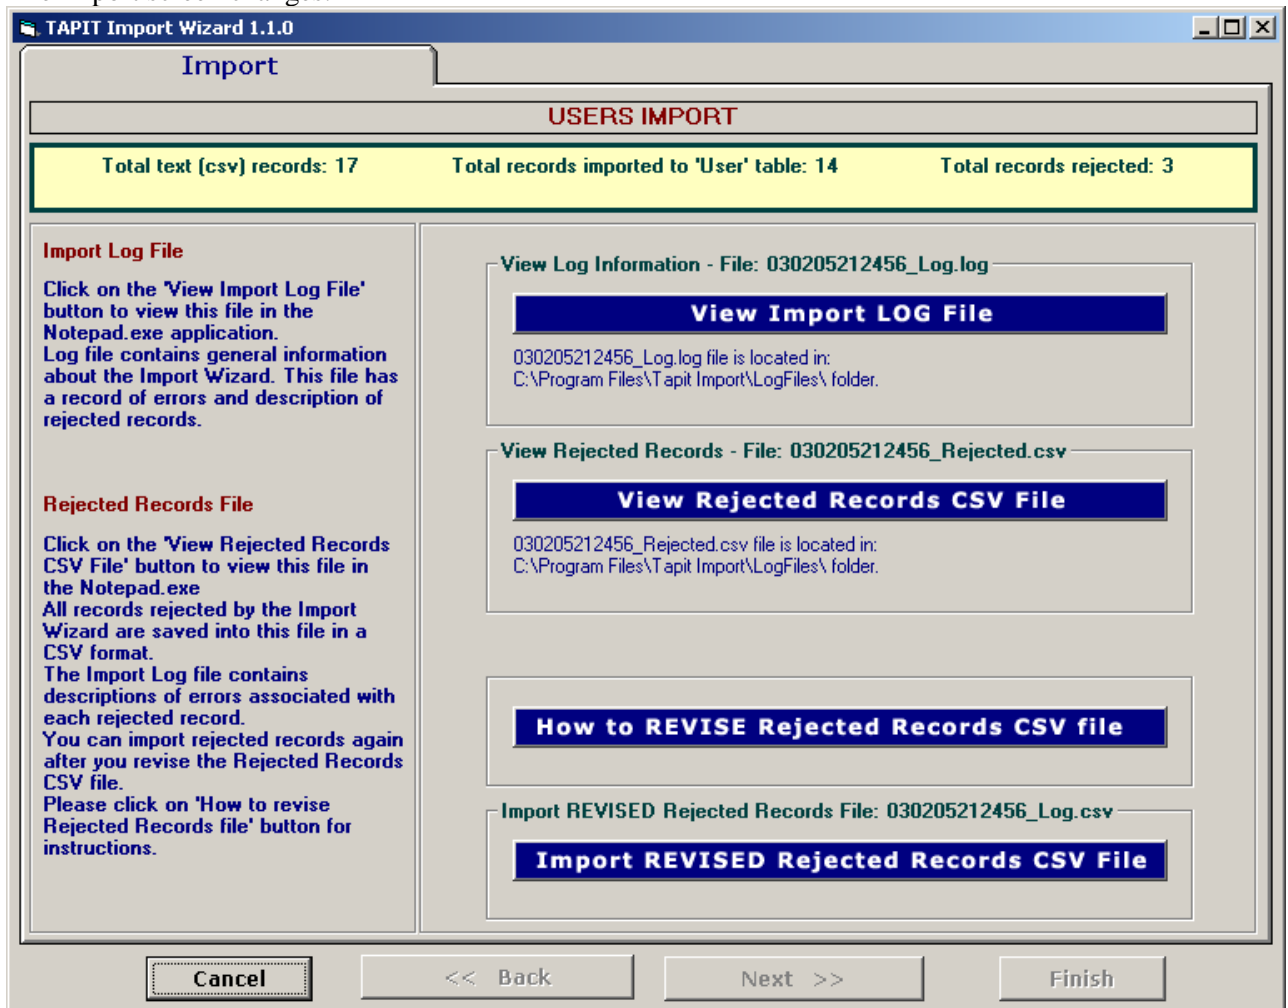 TAPIT Import Wizard 1.1.0
Import
USERS IMPORT
Total text (csv) records: 17 Total records imported to 'User' table: 14 Total records rejected: 3
Import Log File
Click on the 'View Import Log File'
button to view this file in the
Notepad.exe application.
Log file contains general information
about the Import Wizard. This file has
a record of errors and description of
rejected records.
Rejected Records File
Click on the 'View Rejected Records
CSV File' button to view this file in
the Notepad.exe
All records rejected by the Import
Wizard are saved into this file in a
CSV format.
The Import Log file contains
descriptions of errors associated with
each rejected record.
You can import rejected records again
after you revise the Rejected Records
CSV file.
Please click on 'How to revise
Rejected Records file' button for
instructions.
View Log Information - File: 030205212456_Log.log
View Import LOG File
030205212456_Log.log file is located in:
C:\Program Files\Tapit Import\LogFiles\ folder.
View Rejected Records - File: 030205212456_Rejected.csv
View Rejected Records CSV File
030205212456_Rejected.csv file is located in:
C:\Program Files\Tapit Import\LogFiles\ folder.
How to REVISE Rejected Records CSV file
Import REVISED Rejected Records File: 030205212456_Log.csv
Import REVISED Rejected Records CSV File
Cancel
<< Back
Next >>
Finish